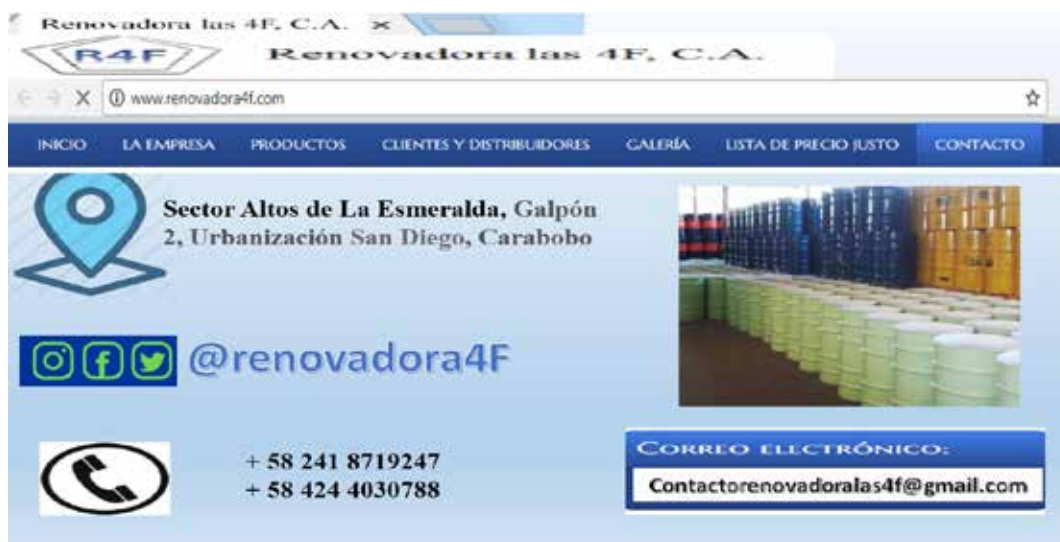 Renovadora las 4F, C.A. ×
R4F
Renovadora las 4F, C.A.
www.renovadora4f.com
INICIO LA EMPRESA PRODUCTOS CLIENTES Y DISTRIBUIDORES GALERÍA LISTA DE PRECIO JUSTO CONTACTO
Sector Altos de La Esmeralda, Galpón
2, Urbanización San Diego, Carabobo
@renovadora4F
+ 58 241 8719247
+ 58 424 4030788
CORREO ELECTRÓNICO:
Contactorenovadoralas4f@gmail.com